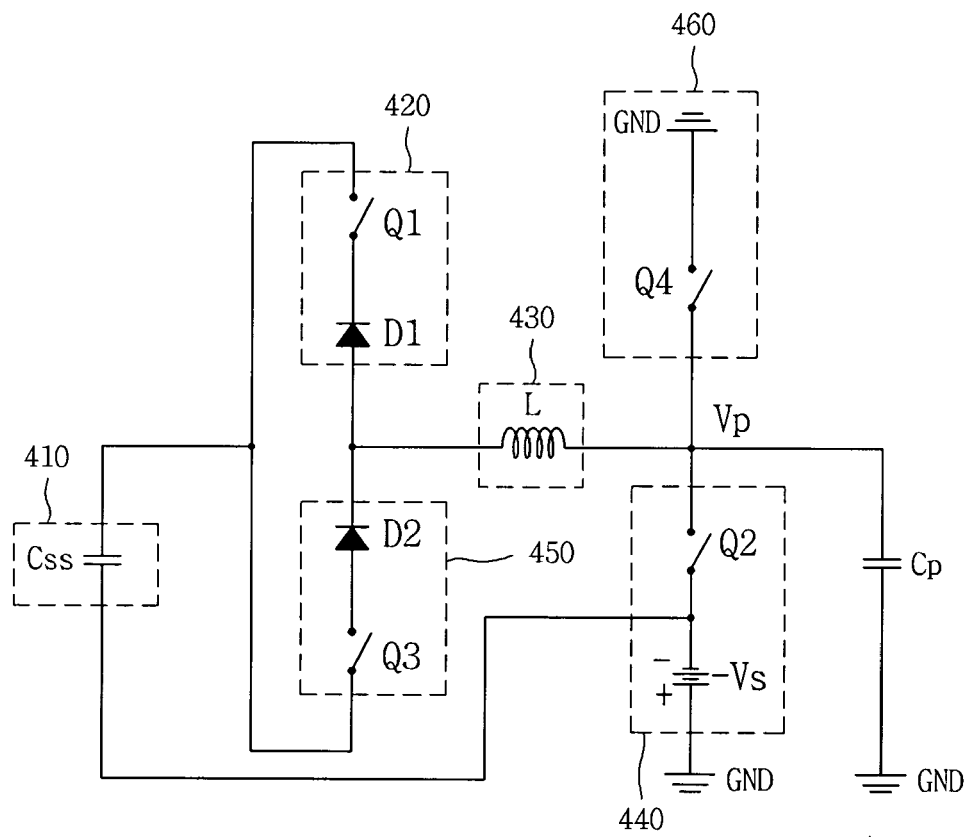 460
420
GND
Q1
Q4
430
D1
L
Vp
410
D2
Css
450
Q2
Cp
Q3
-
-Vs
+
GND
GND
440